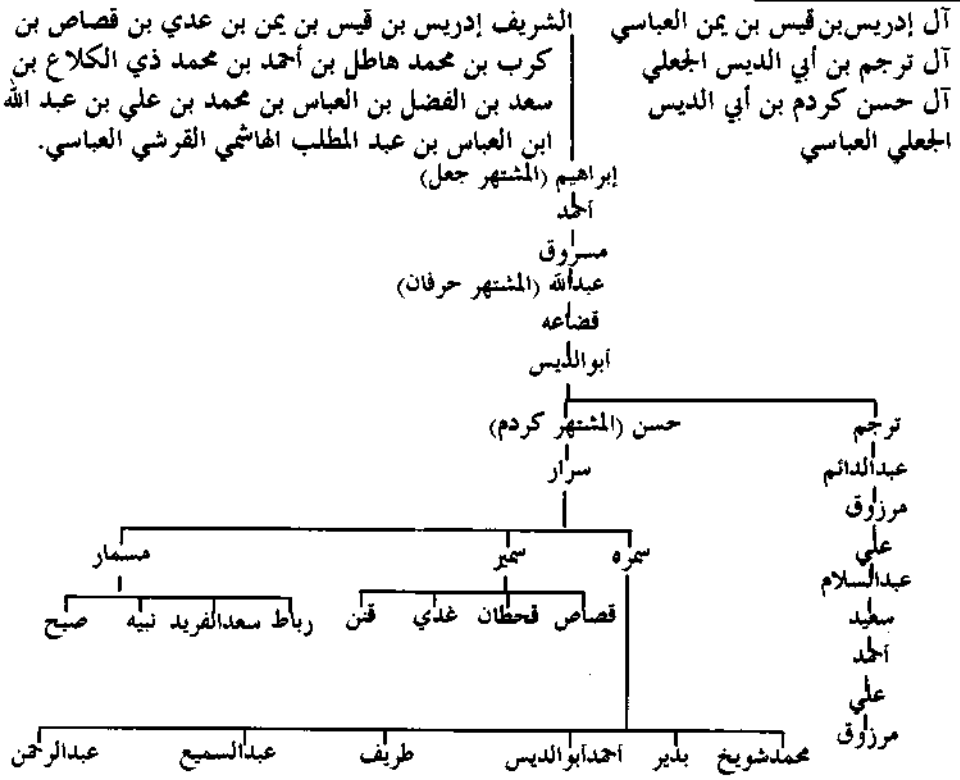 آل إدريس بن قيس بن يمن العباسي
آل ترجم بن أبي الديس الجعلي
آل حسن كردم بن أبي الديس
الجعلي العباسي
الشريف إدريس بن قيس بن يمن بن عدي بن قصاص بن
كرب بن محمد هاطل بن أحمد بن محمد ذي الكلاع بن
سعد بن الفضل بن العباس بن محمد بن علي بن عبد الله
ابن العباس بن عبد المطلب الهاشمي القرشي العباسي.
إبراهيم (المشتهر جعل)
أحمد
مسروق
عبدالله (المشتهر حرفان)
قضاعه
أبوالديس
ترجم
حسن (المشتهر كردم)
عبدالدائم
سرار
مرزوق
علي
سمره
سمير
مسمار
عبدالسلام
سعيد
قصاص
قحطان
غدي
قنن
رباط
سعدالفريد
نبيه
صبح
أحمد
علي
مرزوق
محمدشويخ
بذير
أحمدأبوالديس
طريف
عبدالسميع
عبدالرحمن